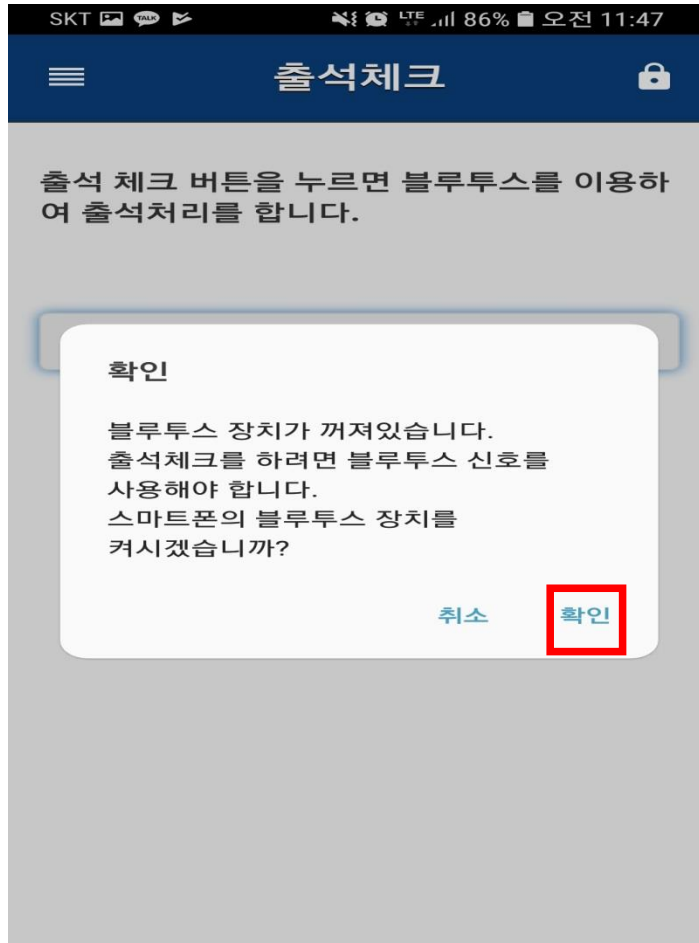 SKT TALK LTE 86% 오전 11:47
출석체크
출석 체크 버튼을 누르면 블루투스를 이용하
여 출석처리를 합니다.
확인
블루투스 장치가 꺼져있습니다.
출석체크를 하려면 블루투스 신호를
사용해야 합니다.
스마트폰의 블루투스 장치를
켜시겠습니까?
취소 확인